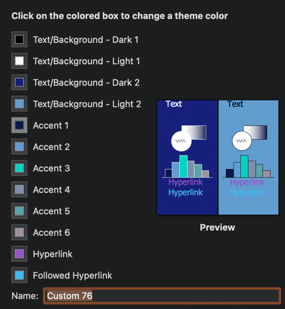 Click on the colored box to change a theme color
Text/Background - Dark 1
Text/Background - Light 1
Text/Background - Dark 2
Text/Background - Light 2
Accent 1
Accent 2
Accent 3
Accent 4
Accent 5
Accent 6
Hyperlink
Followed Hyperlink
Text
Hyperlink
Hyperlink
Text
Hyperlink
Hyperlink
Preview
Name: Custom 76